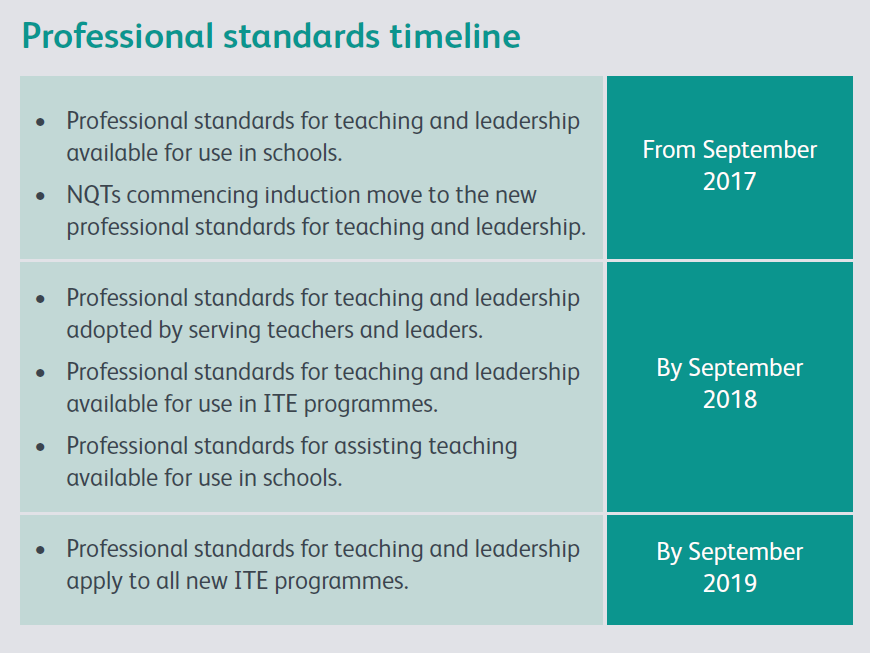 Professional standards timeline
• Professional standards for teaching and leadership
available for use in schools.
• NQTs commencing induction move to the new
professional standards for teaching and leadership.
From September
2017
• Professional standards for teaching and leadership
adopted by serving teachers and leaders.
• Professional standards for teaching and leadership
available for use in ITE programmes.
• Professional standards for assisting teaching
available for use in schools.
By September
2018
• Professional standards for teaching and leadership
apply to all new ITE programmes.
By September
2019